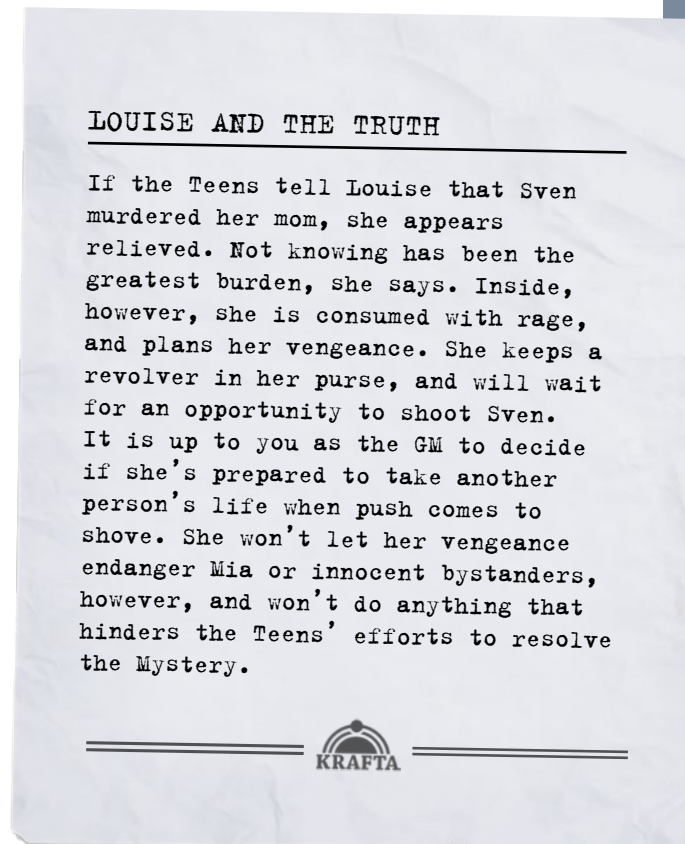 LOUISE AND THE TRUTH
If the Teens tell Louise that Sven
murdered her mom, she appears
relieved. Not knowing has been the
greatest burden, she says. Inside,
however, she is consumed with rage,
and plans her vengeance. She keeps a
revolver in her purse, and will wait
for an opportunity to shoot Sven.
It is up to you as the GM to decide
if she's prepared to take another
person's life when push comes to
shove. She won't let her vengeance
endanger Mia or innocent bystanders,
however, and won't do anything that
hinders the Teens' efforts to resolve
the Mystery.
KRAFTA